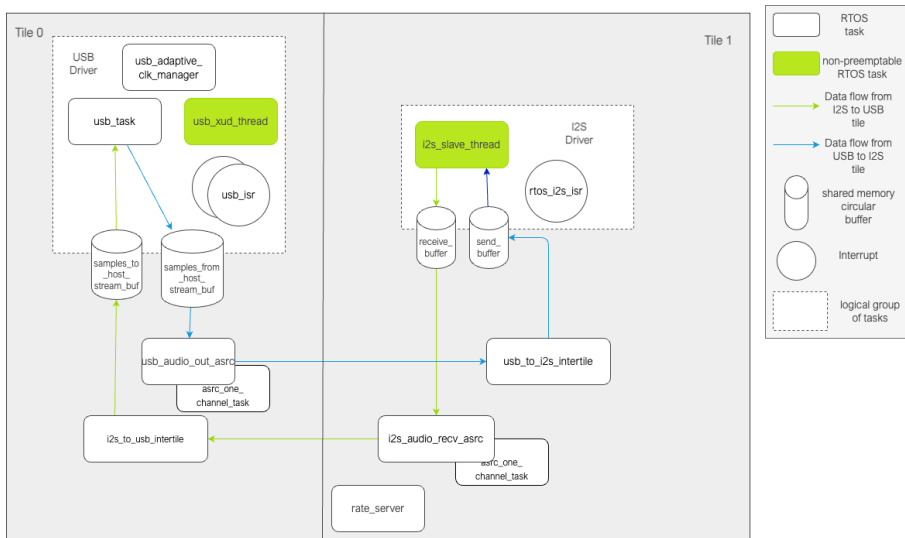 Tile 0
USB
Driver
usb_adaptive_
clk_manager
usb_task
usb_xud_thread
usb_isr
samples_to
_host_
stream_buf
samples_from
_host_
stream_buf
usb_audio_out_asrc
asrc_one_
channel_task
i2s_to_usb_intertile
Tile 1
I2S
Driver
i2s_slave_thread
rtos_i2s_isr
receive_
buffer
send_
buffer
usb_to_i2s_intertile
i2s_audio_recv_asrc
asrc_one_
channel_task
rate_server
RTOS
task
non-preemptable
RTOS task
Data flow from
I2S to USB
tile
Data flow from
USB to I2S
tile
shared memory
circular
buffer
Interrupt
logical group
of tasks